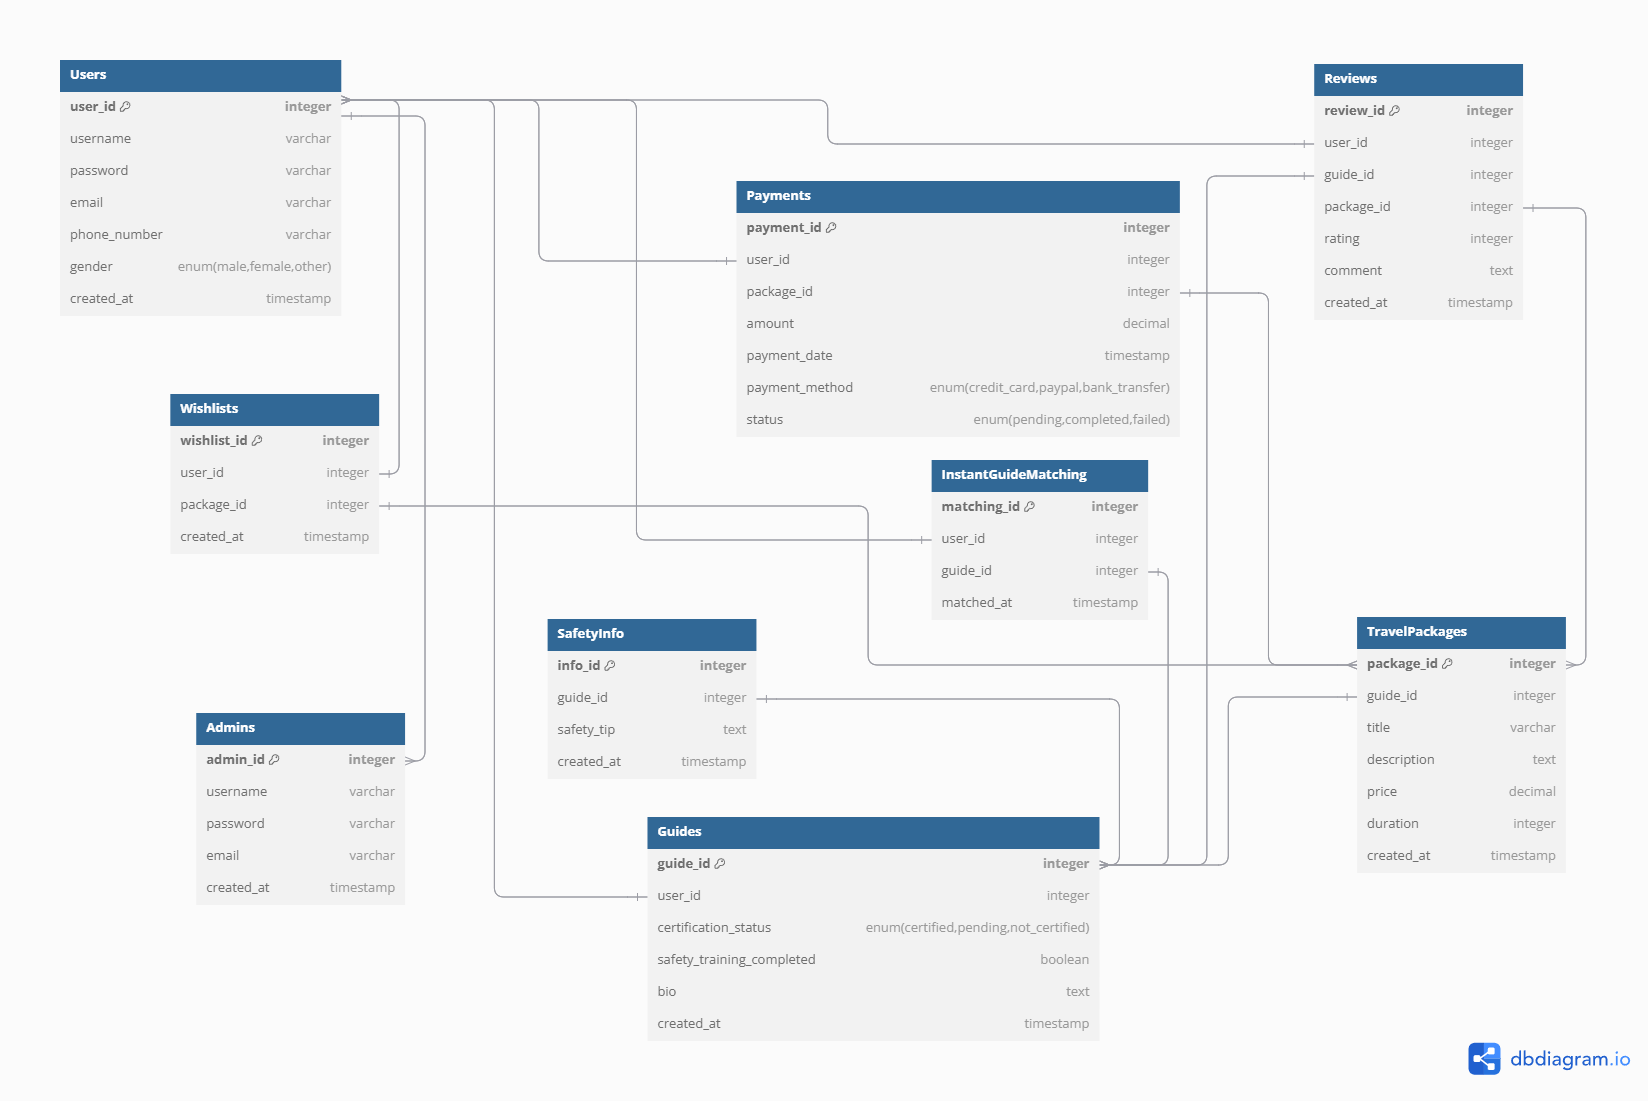 Users
user_id integer
username varchar
password varchar
email varchar
phone_number varchar
gender enum(male,female,other)
created_at timestamp
Reviews
review_id integer
user_id integer
guide_id integer
package_id integer
rating integer
comment text
created_at timestamp
Payments
payment_id integer
user_id integer
package_id integer
amount decimal
payment_date timestamp
payment_method enum(credit_card,paypal,bank_transfer)
status enum(pending,completed,failed)
Wishlists
wishlist_id integer
user_id integer
package_id integer
created_at timestamp
InstantGuideMatching
matching_id integer
user_id integer
guide_id integer
matched_at timestamp
SafetyInfo
info_id integer
guide_id integer
safety_tip text
created_at timestamp
TravelPackages
package_id integer
guide_id integer
title varchar
description text
price decimal
duration integer
created_at timestamp
Admins
admin_id integer
username varchar
password varchar
email varchar
created_at timestamp
Guides
guide_id integer
user_id integer
certification_status enum(certified,pending,not_certified)
safety_training_completed boolean
bio text
created_at timestamp
dbdiagram.io